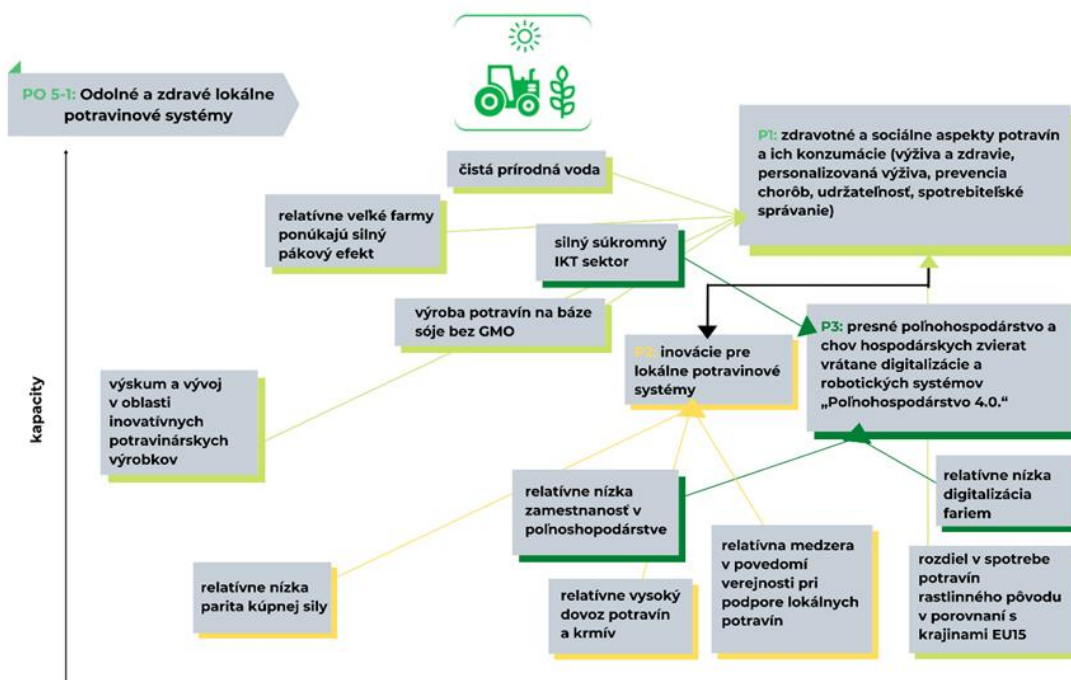 PO 5-1: Odolné a zdravé lokálne
potravinové systémy
P1: zdravotné a sociálne aspekty potravín
a ich konzumácie (výživa a zdravie,
personalizovaná výživa, prevencia
chorôb, udržateľnosť, spotrebiteľské
správanie)
čistá prírodná voda
relatívne veľké farmy
ponúkajú silný
pákový efekt
silný súkromný
IKT sektor
výroba potravín na báze
sóje bez GMO
P2: inovácie pre
lokálne potravinové
systémy
P3: presné poľnohospodárstvo a
chov hospodárskych zvierat
vrátane digitalizácie a
robotických systémov
„Poľnohospodárstvo 4.0.“
kapacity
výskum a vývoj
v oblasti
inovatívnych
potravinárskych
výrobkov
relatívne nízka
zamestnanosť v
poľnoshopodárstve
relatívne nízka
digitalizácia
fariem
relatívne nízka
parita kúpnej sily
relatívne vysoký
dovoz potravín
a krmív
relatívna medzera
v povedomí
verejnosti pri
podpore lokálnych
potravín
rozdiel v spotrebe
potravín
rastlinného pôvodu
v porovnaní s
krajinami EU15